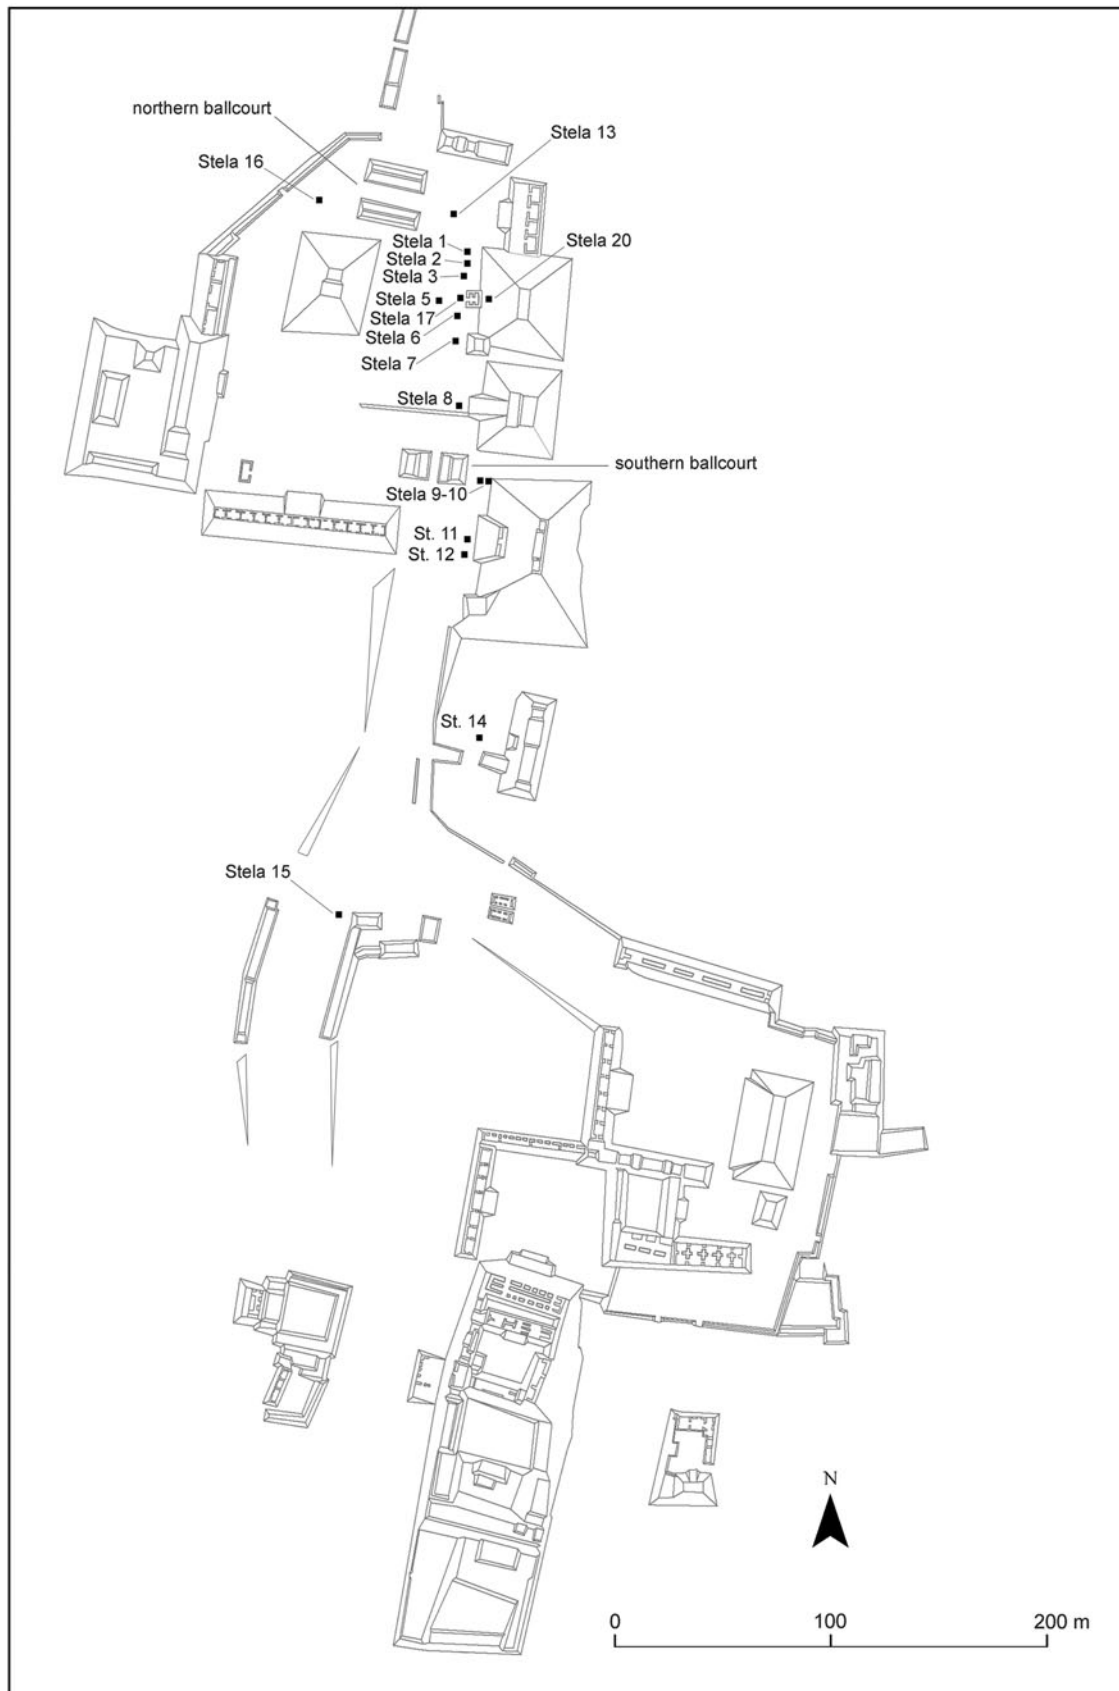 northern ballcourt
Stela 13
Stela 16
Stela 1
Stela 20
Stela 2
Stela 3
Stela 5
Stela 17
Stela 6
Stela 7
Stela 8
southern ballcourt
Stela 9-10
St. 11
St. 12
St. 14
Stela 15
N
0 100 200 m